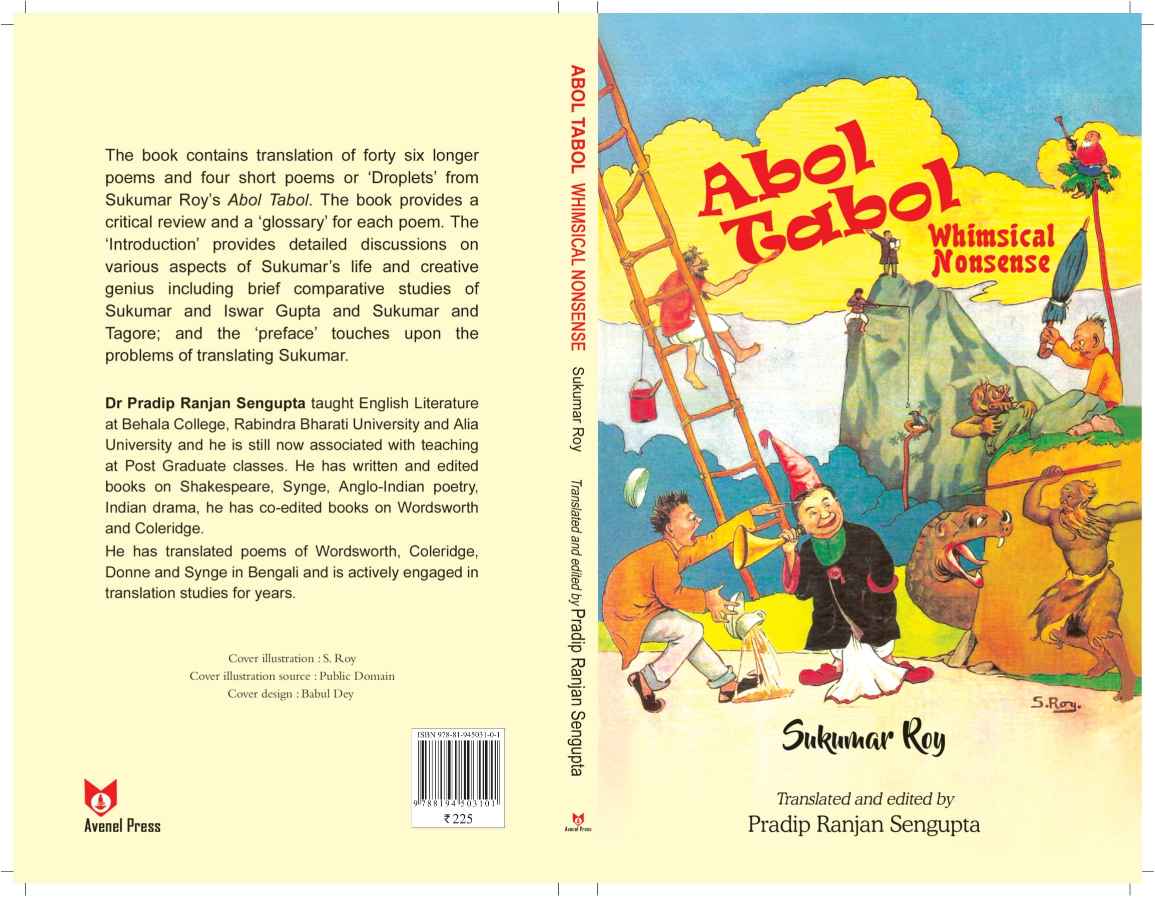 The book contains translation of forty six longer
poems and four short poems or ‘Droplets’ from
Sukumar Roy’s Abol Tabol. The book provides a
critical review and a ‘glossary’ for each poem. The
‘Introduction’ provides detailed discussions on
various aspects of Sukumar’s life and creative
genius including brief comparative studies of
Sukumar and Iswar Gupta and Sukumar and
Tagore; and the ‘preface’ touches upon the
problems of translating Sukumar.
Dr Pradip Ranjan Sengupta taught English Literature
at Behala College, Rabindra Bharati University and Alia
University and he is still now associated with teaching
at Post Graduate classes. He has written and edited
books on Shakespeare, Synge, Anglo-Indian poetry,
Indian drama, he has co-edited books on Wordsworth
and Coleridge.
He has translated poems of Wordsworth, Coleridge,
Donne and Synge in Bengali and is actively engaged in
translation studies for years.
Cover illustration : S. Roy
Cover illustration source : Public Domain
Cover design : Babul Dey
ISBN 978-81-945031-0-1
9 788194 503101
₹ 225
Avenel Press
ABOL TABOL WHIMSICAL NONSENSE Sukumar Roy Translated and edited by Pradip Ranjan Sengupta
Avenel Press
Abol
Tabol
Whimsical
Nonsense
S.Roy.
Sukumar Roy
Translated and edited by
Pradip Ranjan Sengupta